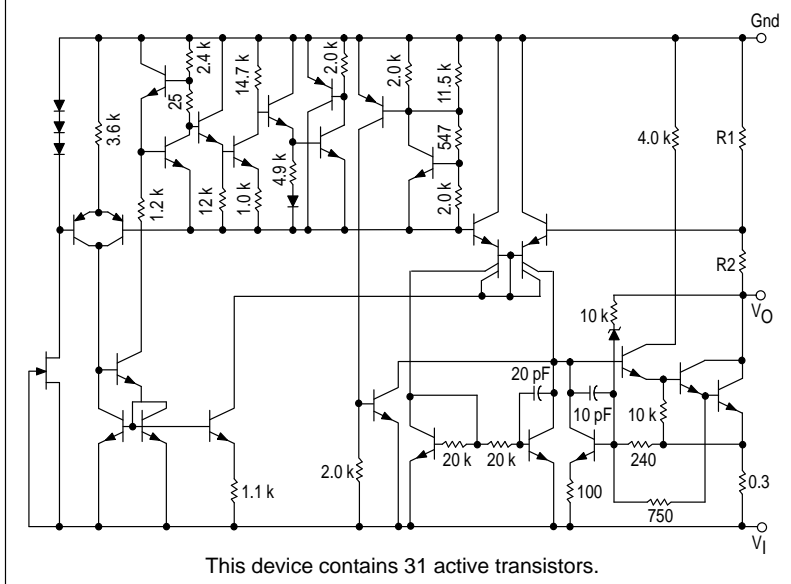 Gnd
2.4 k
14.7 k
2.0 k
2.0 k
11.5 k
25
3.6 k
4.0 k
R1
547
4.9 k
1.2 k
12 k
1.0 k
2.0 k
R2
VO
10 k
20 pF
10 pF
10 k
20 k
20 k
240
2.0 k
1.1 k
100
750
0.3
VI
This device contains 31 active transistors.